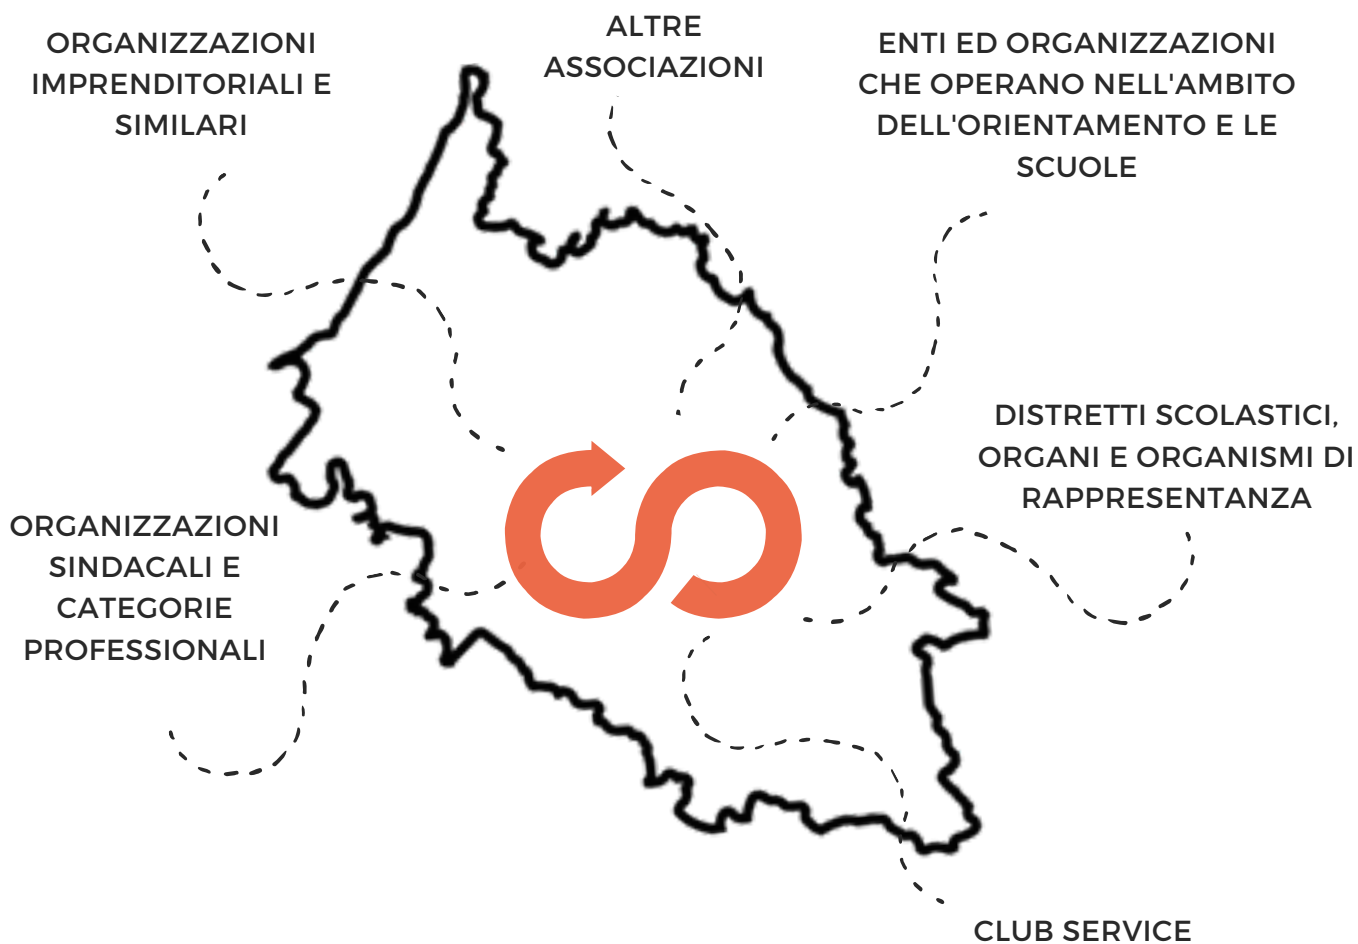 ORGANIZZAZIONI
IMPRENDITORIALI E
SIMILARI
ALTRE
ASSOCIAZIONI
ENTI ED ORGANIZZAZIONI
CHE OPERANO NELL'AMBITO
DELL'ORIENTAMENTO E LE
SCUOLE
DISTRETTI SCOLASTICI,
ORGANI E ORGANISMI DI
RAPPRESENTANZA
ORGANIZZAZIONI
SINDACALI E
CATEGORIE
PROFESSIONALI
CLUB SERVICE